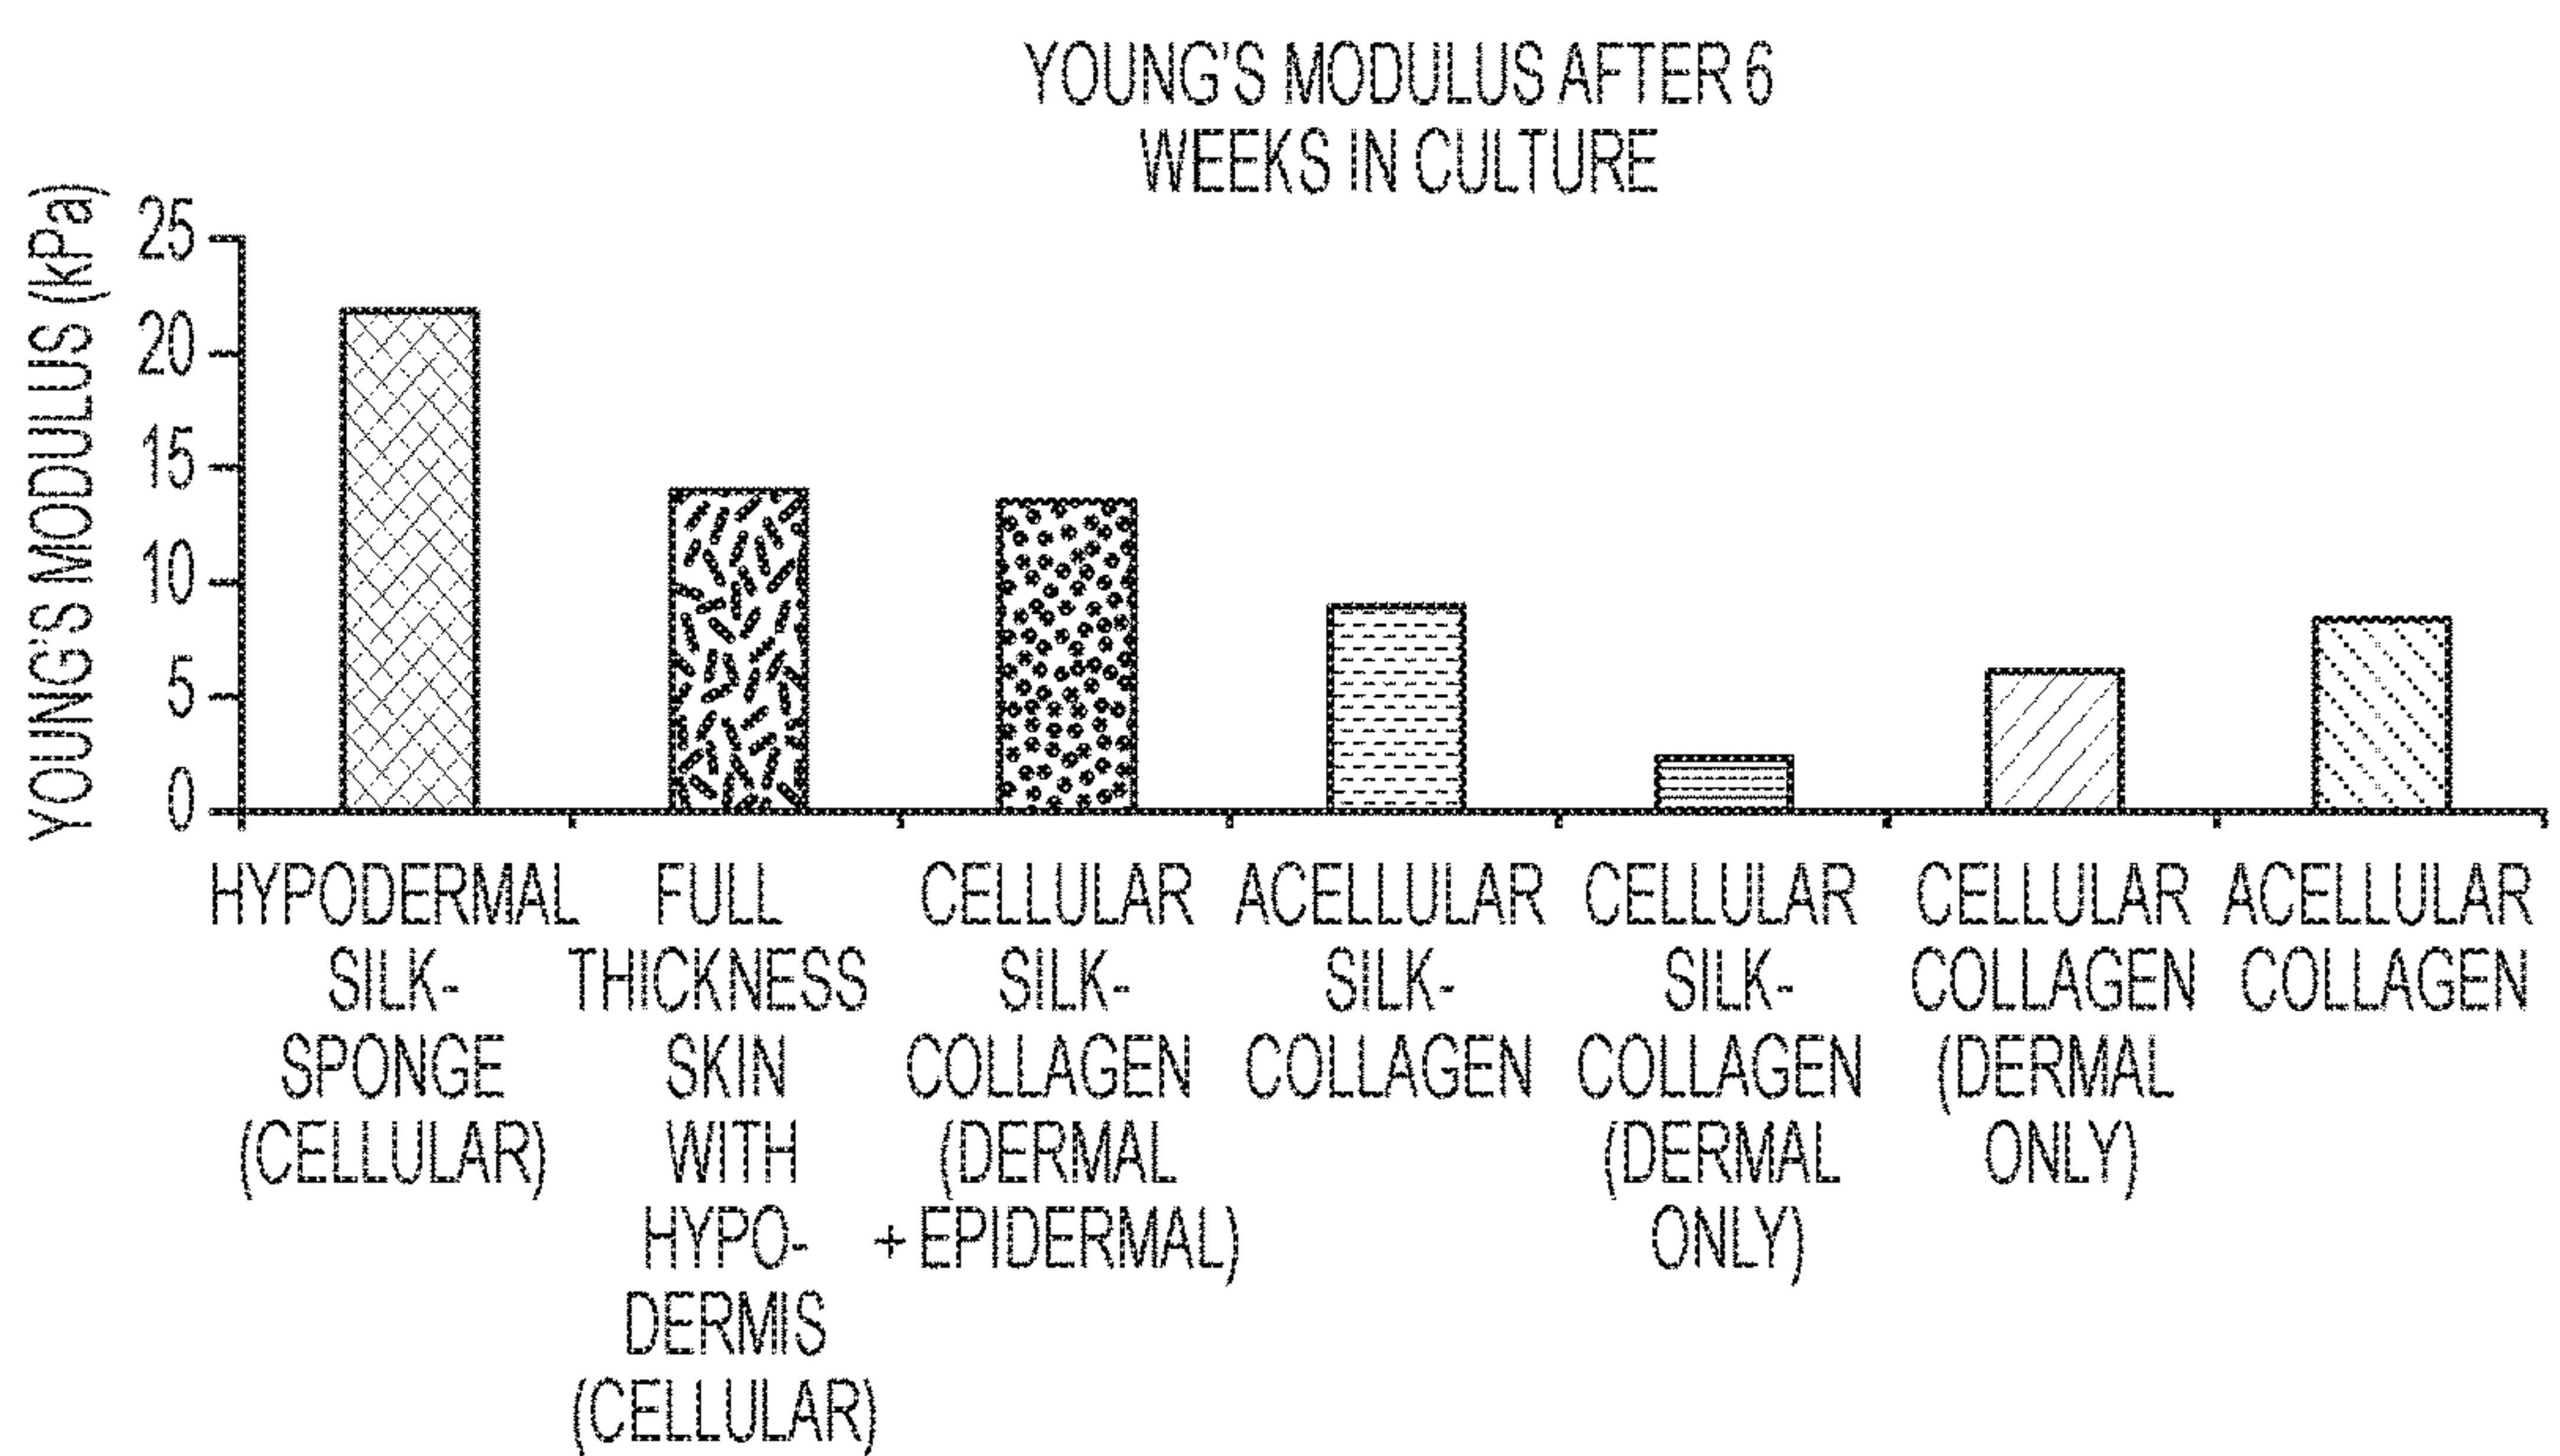 YOUNG'S MODULUS AFTER 6
WEEKS IN CULTURE
YOUNG'S MODULUS (kPa)
25
20
15
10
5
0
HYPODERMAL
SILK-
SPONGE
(CELLULAR)
FULL
THICKNESS
SKIN
WITH
HYPO-
DERMIS
(CELLULAR)
CELLULAR
SILK-
COLLAGEN
(DERMAL
+ EPIDERMAL)
ACELLULAR
SILK-
COLLAGEN
CELLULAR
SILK-
COLLAGEN
(DERMAL
ONLY)
CELLULAR
COLLAGEN
(DERMAL
ONLY)
ACELLULAR
COLLAGEN